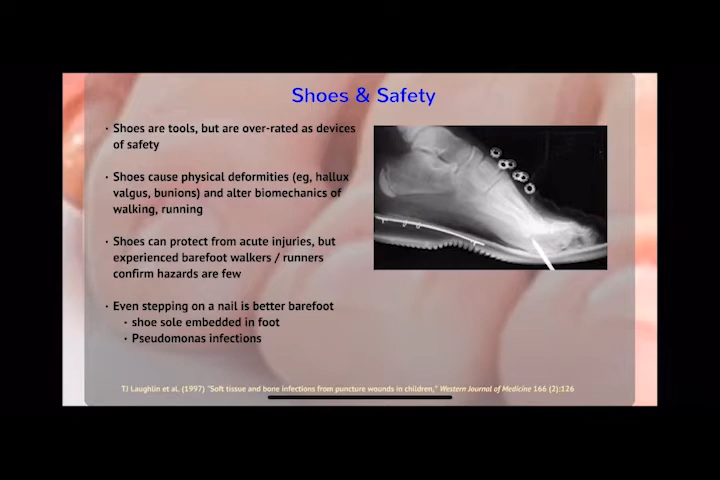 Shoes & Safety
· Shoes are tools, but are over-rated as devices
of safety
· Shoes cause physical deformities (eg, hallux
valgus, bunions) and alter biomechanics of
walking, running
· Shoes can protect from acute injuries, but
experienced barefoot walkers / runners
confirm hazards are few
· Even stepping on a nail is better barefoot
· shoe sole embedded in foot
· Pseudomonas infections
TJ Laughlin et al. (1997) "Soft tissue and bone infections from puncture wounds in children," Western Journal of Medicine 166 (2):126